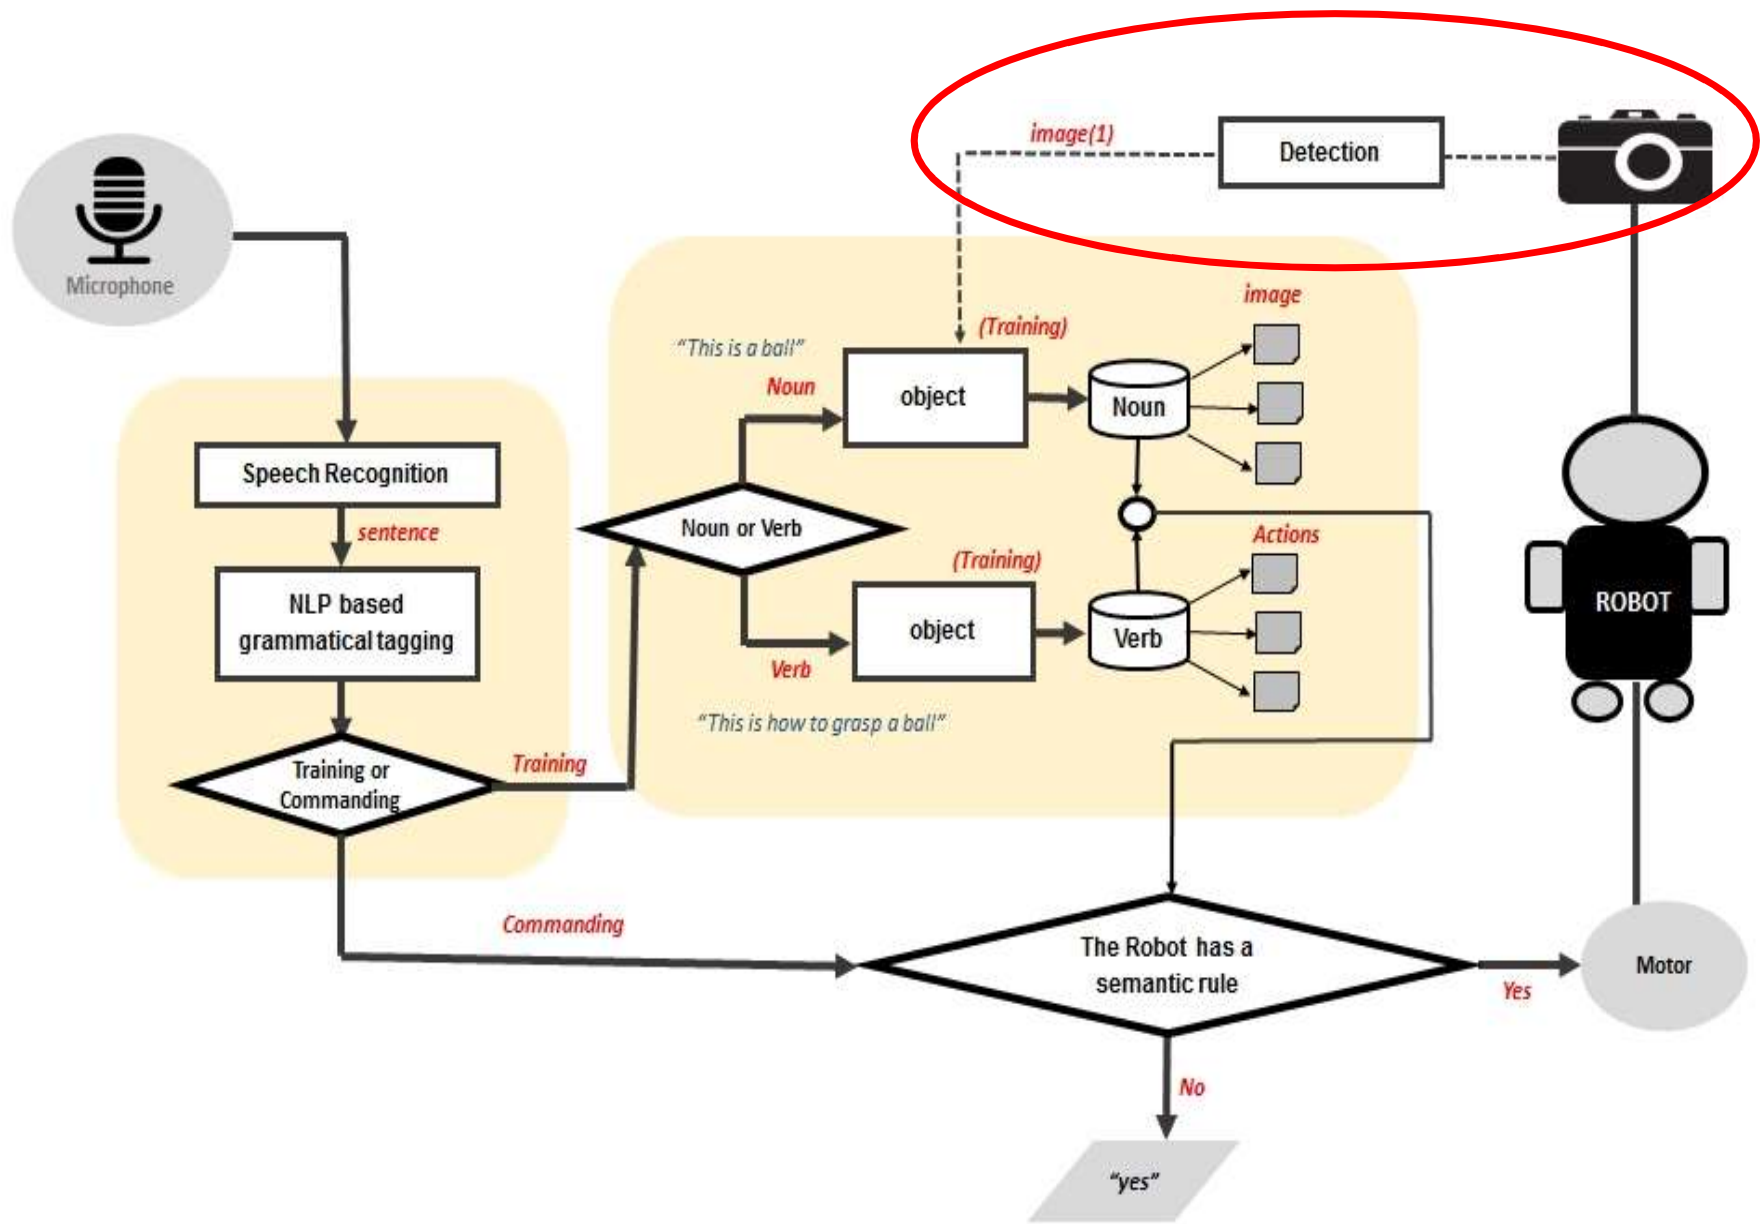 image(1)
Detection
Microphone
image
(Training)
"This is a ball"
Noun
object
Noun
Speech Recognition
sentence
Noun or Verb
Actions
(Training)
NLP based
grammatical tagging
object
Verb
Verb
ROBOT
"This is how to grasp a ball"
Training or
Commanding
Training
Commanding
The Robot has a
semantic rule
Yes
Motor
No
"yes"